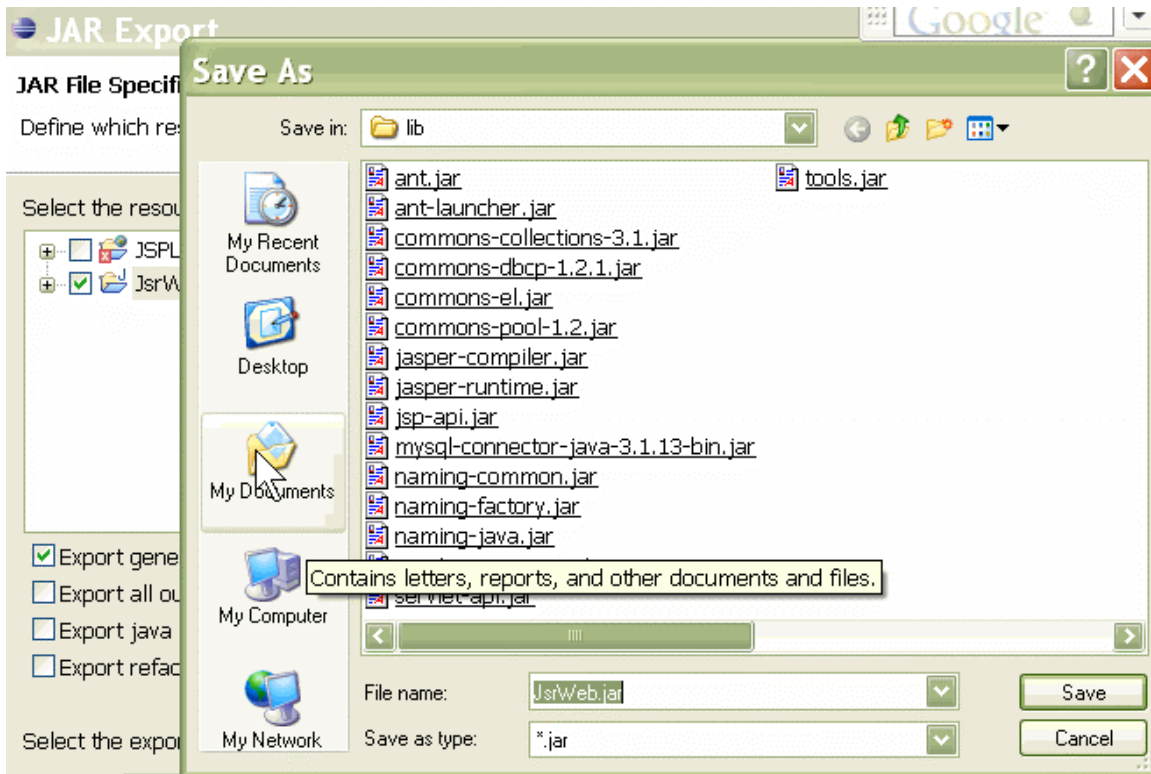 JAR Export
Google
Save As
JAR File Specifi
Define which re
Save in:
lib
Select the resou
JSPL
JsrW
My Recent
Documents
Desktop
My Documents
My Computer
My Network
ant.jar
ant-launcher.jar
commons-collections-3.1.jar
commons-dbcp-1.2.1.jar
commons-el.jar
commons-pool-1.2.jar
jasper-compiler.jar
jasper-runtime.jar
jsp-api.jar
mysql-connector-java-3.1.13-bin.jar
naming-common.jar
naming-factory.jar
naming-java.jar
servlet-api.jar
tools.jar
Contains letters, reports, and other documents and files.
Export gene
Export all ou
Export java
Export refac
Select the expor
File name:
JsrWeb.jar
Save
Save as type:
*.jar
Cancel